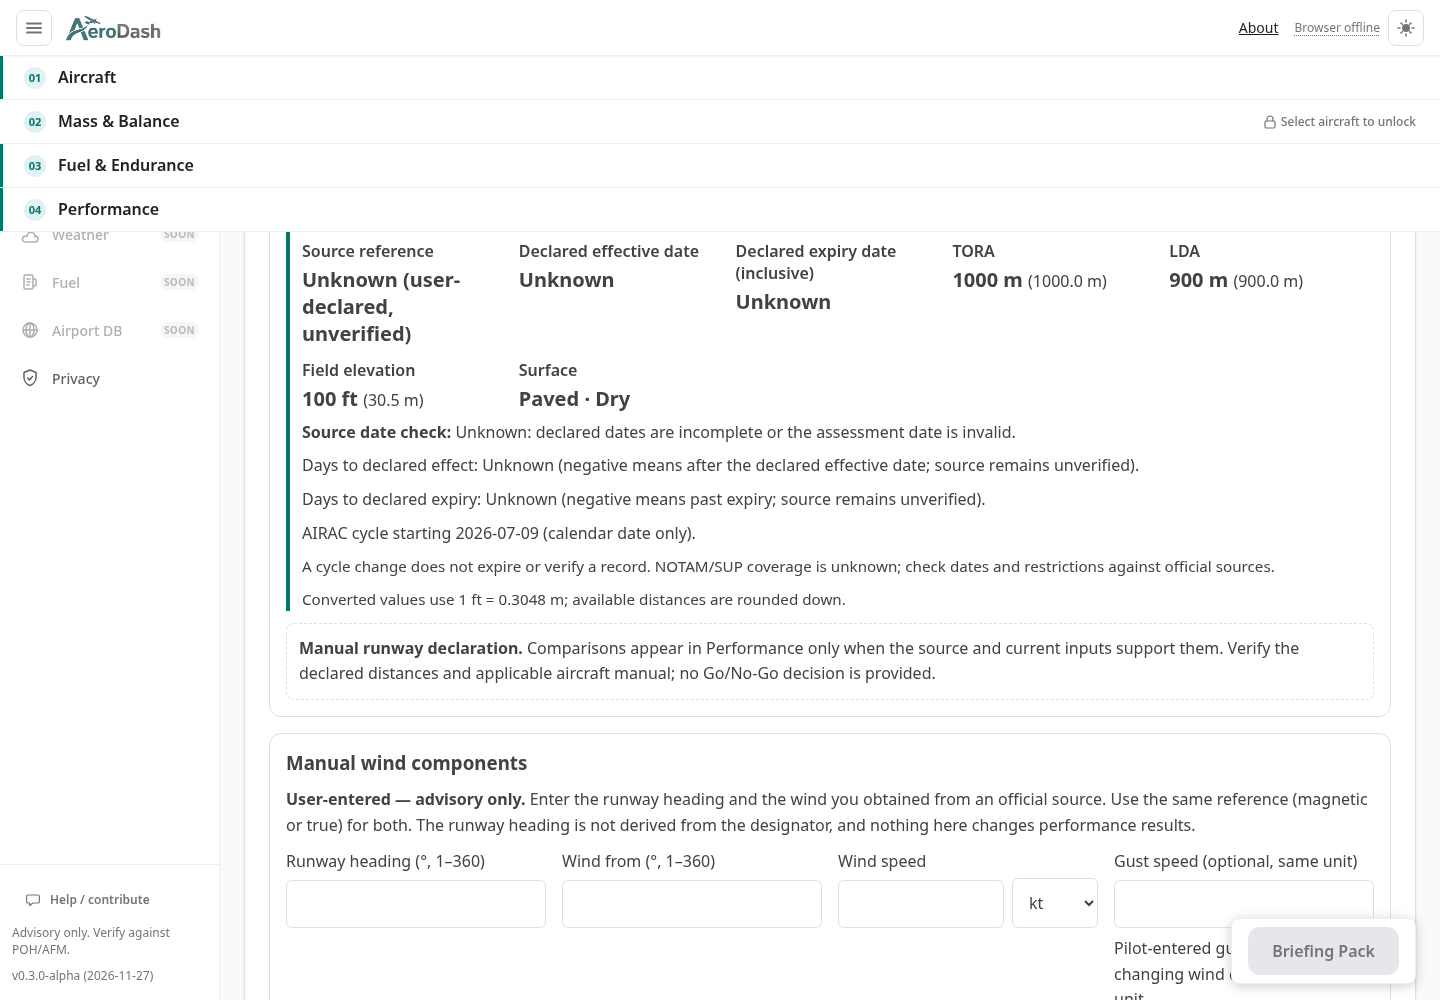 AeroDash
About
Browser offline
01 Aircraft
02 Mass & Balance
Select aircraft to unlock
03 Fuel & Endurance
04 Performance
Weather SOON
Fuel SOON
Airport DB SOON
Privacy
Help / contribute
Advisory only. Verify against
POH/AFM.
v0.3.0-alpha (2026-11-27)
Source reference
Unknown (user-
declared,
unverified)
Declared effective date
Unknown
Declared expiry date
(inclusive)
Unknown
TORA
1000 m (1000.0 m)
LDA
900 m (900.0 m)
Field elevation
100 ft (30.5 m)
Surface
Paved · Dry
Source date check: Unknown: declared dates are incomplete or the assessment date is invalid.
Days to declared effect: Unknown (negative means after the declared effective date; source remains unverified).
Days to declared expiry: Unknown (negative means past expiry; source remains unverified).
AIRAC cycle starting 2026-07-09 (calendar date only).
A cycle change does not expire or verify a record. NOTAM/SUP coverage is unknown; check dates and restrictions against official sources.
Converted values use 1 ft = 0.3048 m; available distances are rounded down.
Manual runway declaration. Comparisons appear in Performance only when the source and current inputs support them. Verify the
declared distances and applicable aircraft manual; no Go/No-Go decision is provided.
Manual wind components
User-entered — advisory only. Enter the runway heading and the wind you obtained from an official source. Use the same reference (magnetic
or true) for both. The runway heading is not derived from the designator, and nothing here changes performance results.
Runway heading (°, 1–360)
Wind from (°, 1–360)
Wind speed
kt
Gust speed (optional, same unit)
Pilot-entered
changing wind
unit.
Briefing Pack